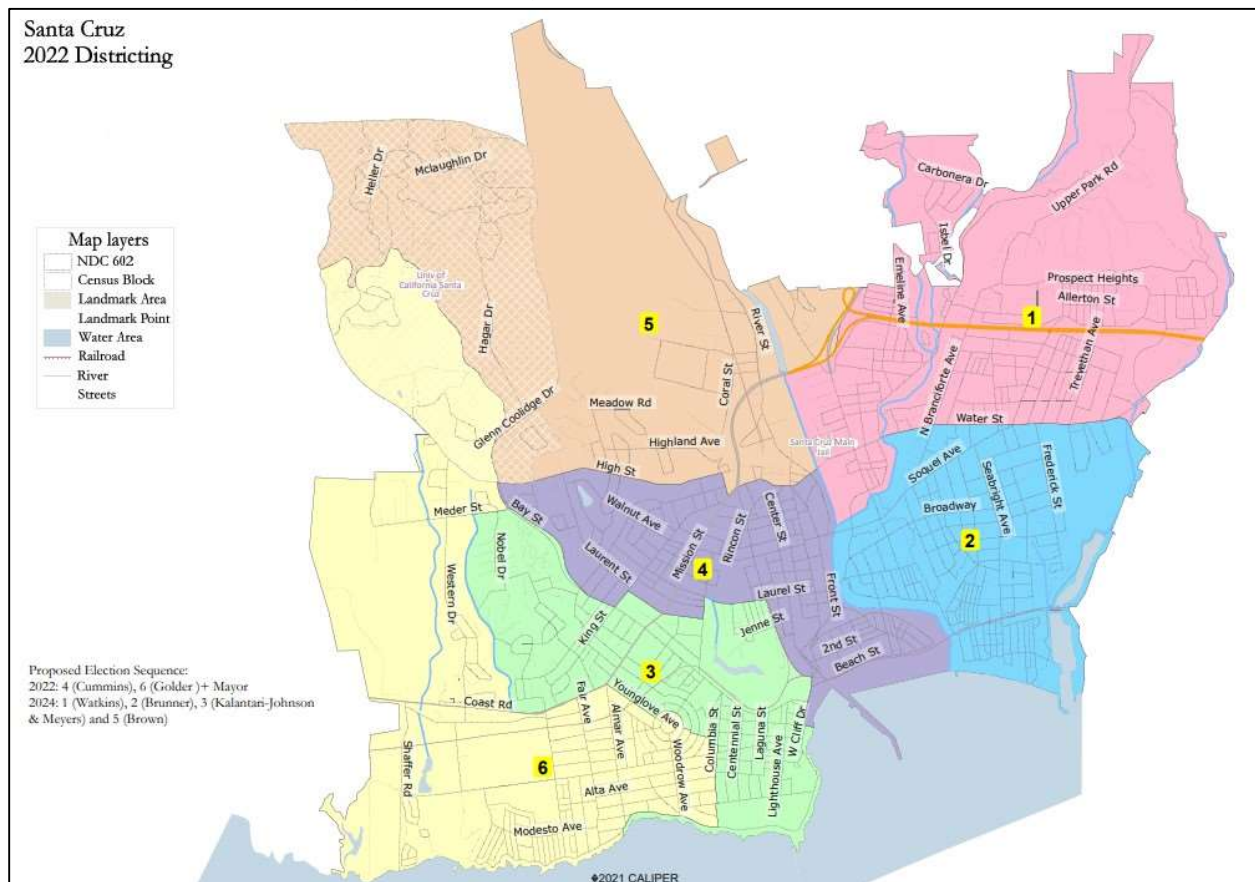 Santa Cruz
2022 Districting
Map layers
NDC 602
Census Block
Landmark Area
Landmark Point
Water Area
Railroad
River
Streets
Proposed Election Sequence:
2022: 4 (Cummins), 6 (Golder )+ Mayor
2024: 1 (Watkins), 2 (Brunner), 3 (Kalantari-Johnson
& Meyers) and 5 (Brown)
Heller Dr
Mclaughlin Dr
Univ of
California Santa
Cruz
Hagar Dr
Glenn Coolidge Dr
5
River St
Coral St
Meadow Rd
Highland Ave
High St
Carbonera Dr
Isbel Dr
Upper Park Rd
Emeline Ave
Prospect Heights
Allerton St
1
Trevethan Ave
N Branciforte Ave
Water St
Santa Cruz Main
Jail
Soquel Ave
Seabright Ave
Frederick St
Broadway
2
Meder St
Bay St
Walnut Ave
Center St
Rincon St
Mission St
4
Laurent St
Laurel St
Front St
Nobel Dr
Western Dr
King St
Jenne St
2nd St
Beach St
3
Younglove Ave
Coast Rd
Fair Ave
Almar Ave
Woodrow Ave
Columbia St
Centennial St
Laguna St
Lighthouse Ave
W Cliff Dr
Shaffer Rd
6
Alta Ave
Modesto Ave
◆2021 CALIPER